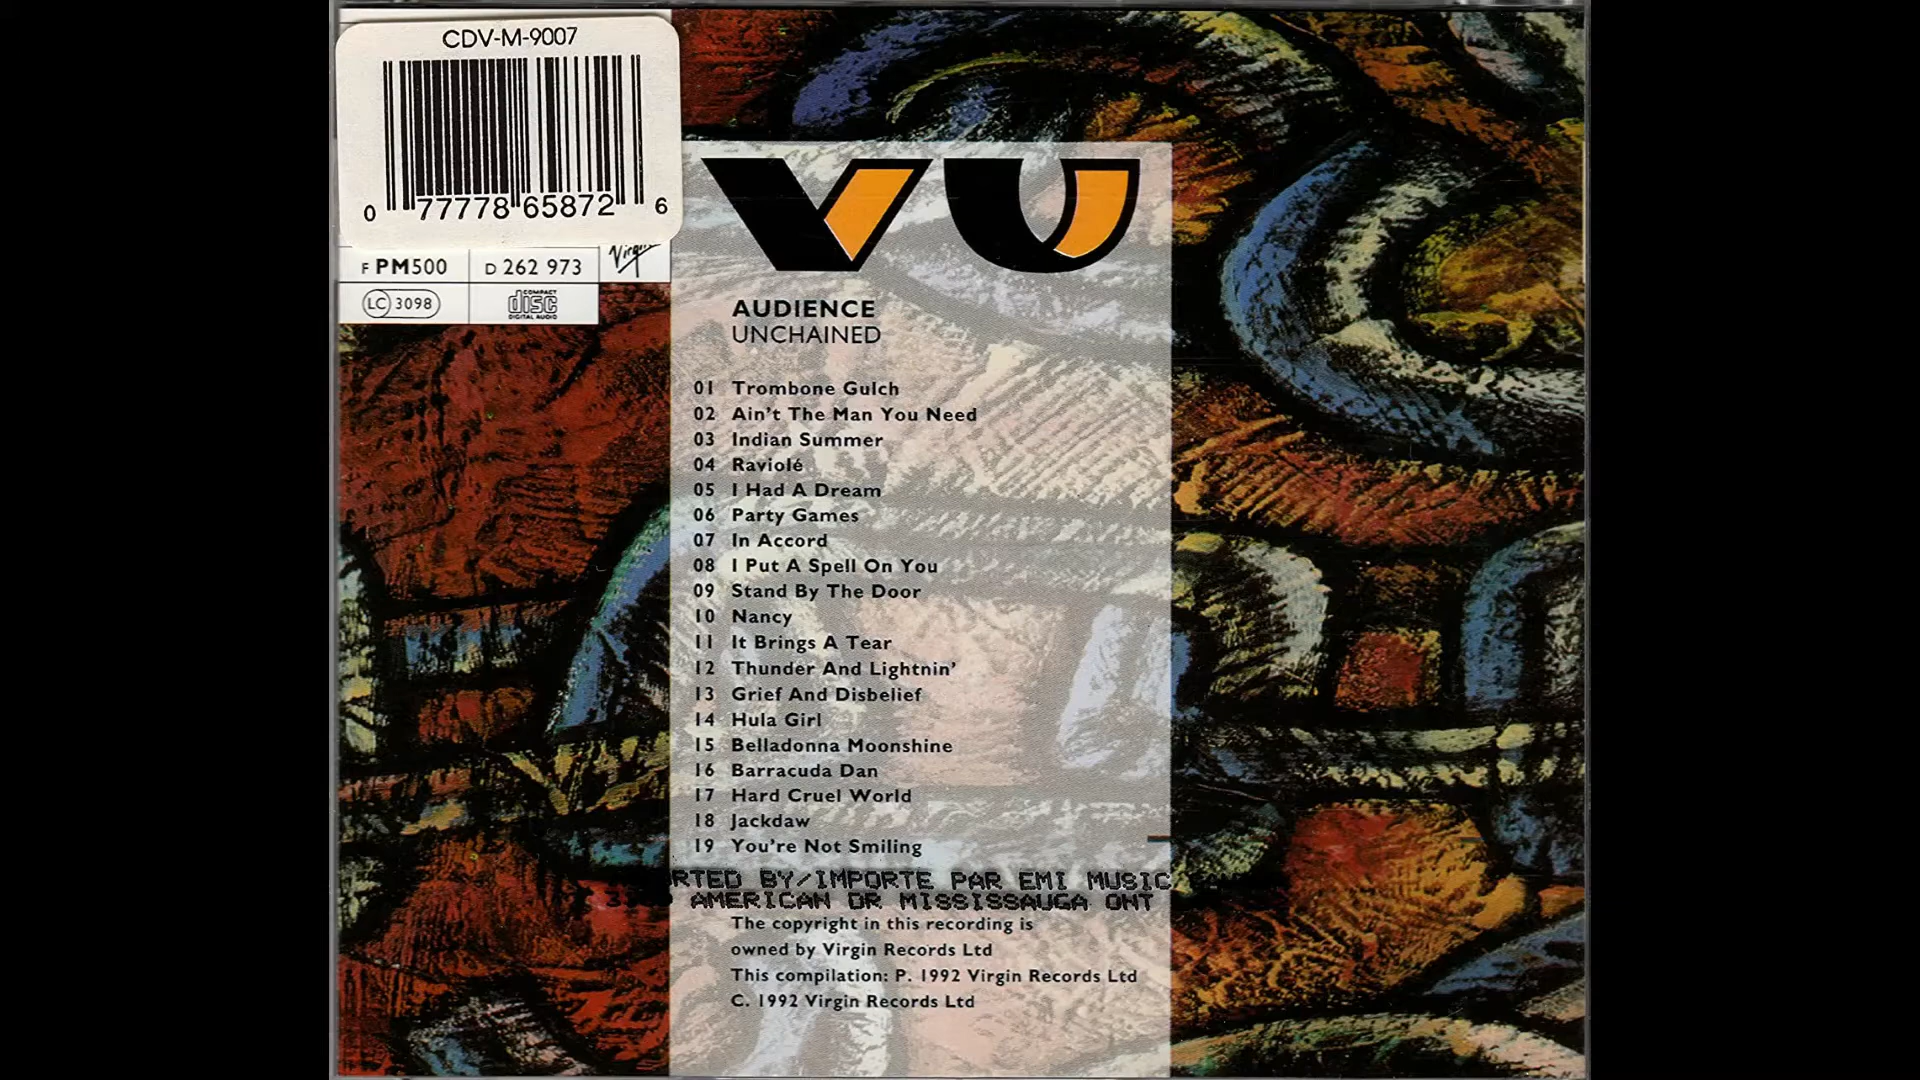 CDV-M-9007
0 77778 65872 6
F PM500 D 262 973 Virgin
LC 3098 COMPACT disc DIGITAL AUDIO
VU
AUDIENCE
UNCHAINED
01 Trombone Gulch
02 Ain't The Man You Need
03 Indian Summer
04 Raviolé
05 I Had A Dream
06 Party Games
07 In Accord
08 I Put A Spell On You
09 Stand By The Door
10 Nancy
11 It Brings A Tear
12 Thunder And Lightnin'
13 Grief And Disbelief
14 Hula Girl
15 Belladonna Moonshine
16 Barracuda Dan
17 Hard Cruel World
18 Jackdaw
19 You're Not Smiling
RTED BY/IMPORTE PAR EMI MUSIC
AMERICAN DR MISSISSAUGA ONT
The copyright in this recording is
owned by Virgin Records Ltd
This compilation: P. 1992 Virgin Records Ltd
C. 1992 Virgin Records Ltd